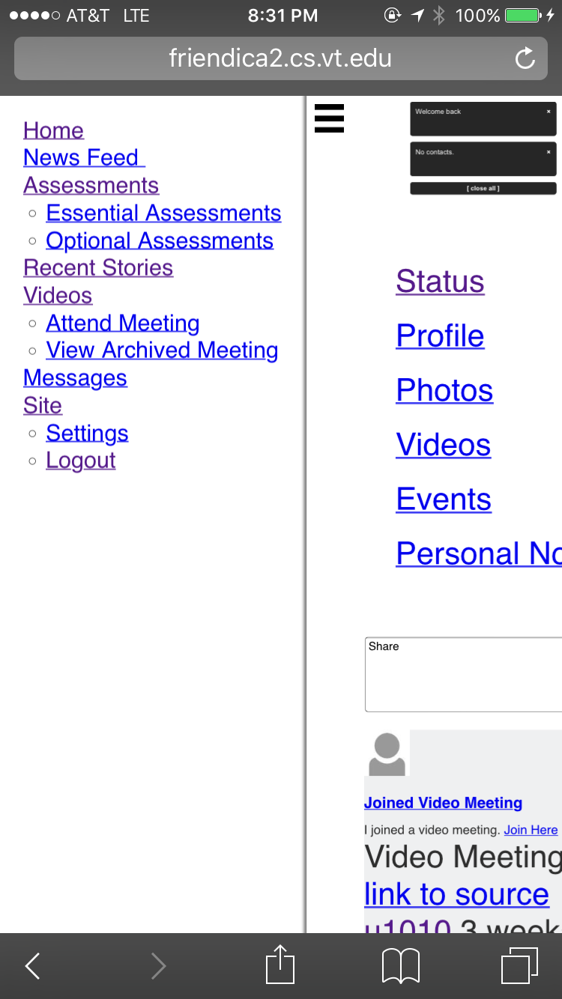 AT&T LTE 8:31 PM 100%
friendica2.cs.vt.edu
Home
News Feed
Assessments
Essential Assessments
Optional Assessments
Recent Stories
Videos
Attend Meeting
View Archived Meeting
Messages
Site
Settings
Logout
Welcome back ×
No contacts. ×
[ close all ]
Status
Profile
Photos
Videos
Events
Personal No
Share
Joined Video Meeting
I joined a video meeting. Join Here
Video Meeting
link to source
u1010 3 week